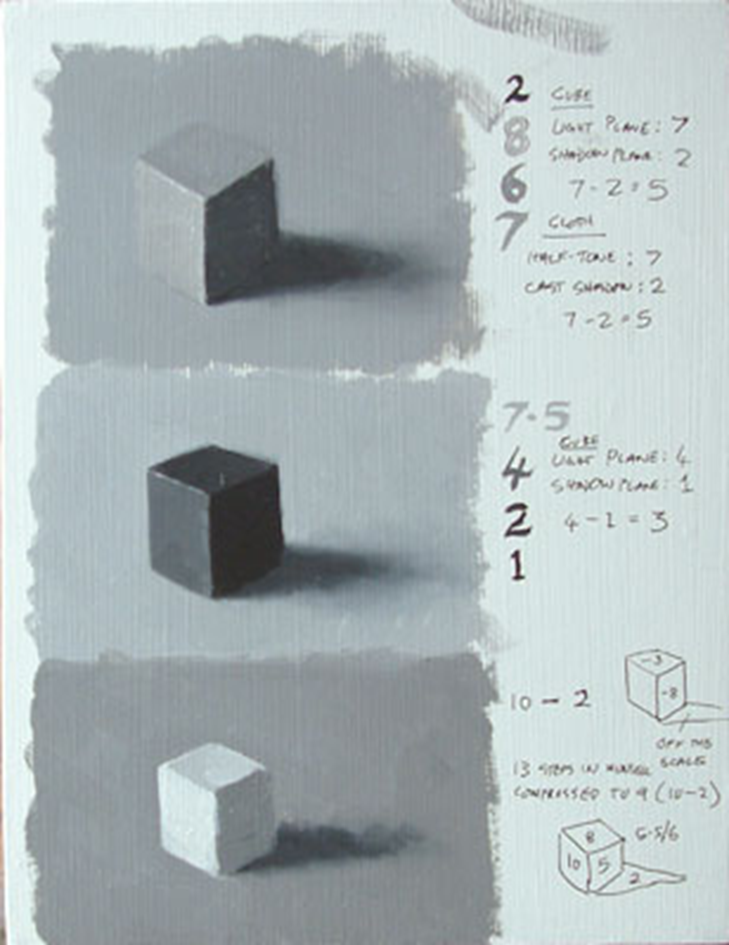 2 CUBE
8 LIGHT PLANE: 7
SHADOW PLANE: 2
6 7-2=5
7 CLOTH
HALF-TONE: 7
CAST SHADOW: 2
7-2=5
7.5
CUBE
4 LIGHT PLANE: 4
SHADOW PLANE: 1
2 4-1=3
1
-3
-8
10-2
OFF THIS
SCALE
13 STEPS IN MUNSELL
COMPRESSED TO 9 (10-2)
8 5.5/6
10 5
2